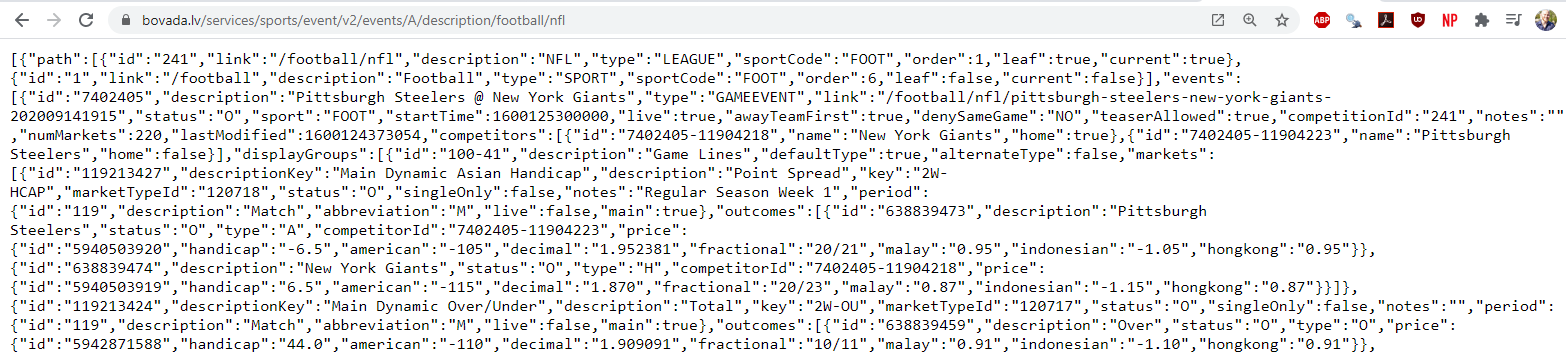 bovada.lv/services/sports/event/v2/events/A/description/football/nfl
ABP
NP
[{"path":[{"id":"241","link":"/football/nfl","description":"NFL","type":"LEAGUE","sportCode":"FOOT","order":1,"leaf":true,"current":true},
{"id":"1","link":"/football","description":"Football","type":"SPORT","sportCode":"FOOT","order":6,"leaf":false,"current":false}],"events":
[{"id":"7402405","description":"Pittsburgh Steelers @ New York Giants","type":"GAMEEVENT","link":"/football/nfl/pittsburgh-steelers-new-york-giants-
202009141915","status":"O","sport":"FOOT","startTime":1600125300000,"live":true,"awayTeamFirst":true,"denySameGame":"NO","teaserAllowed":true,"competitionId":"241","notes":""
,"numMarkets":220,"lastModified":1600124373054,"competitors":[{"id":"7402405-11904218","name":"New York Giants","home":true},{"id":"7402405-11904223","name":"Pittsburgh
Steelers","home":false}],"displayGroups":[{"id":"100-41","description":"Game Lines","defaultType":true,"alternateType":false,"markets":
[{"id":"119213427","descriptionKey":"Main Dynamic Asian Handicap","description":"Point Spread","key":"2W-
HCAP","marketTypeId":"120718","status":"O","singleOnly":false,"notes":"Regular Season Week 1","period":
{"id":"119","description":"Match","abbreviation":"M","live":false,"main":true},"outcomes":[{"id":"638839473","description":"Pittsburgh
Steelers","status":"O","type":"A","competitorId":"7402405-11904223","price":
{"id":"5940503920","handicap":"-6.5","american":"-105","decimal":"1.952381","fractional":"20/21","malay":"0.95","indonesian":"-1.05","hongkong":"0.95"}},
{"id":"638839474","description":"New York Giants","status":"O","type":"H","competitorId":"7402405-11904218","price":
{"id":"5940503919","handicap":"6.5","american":"-115","decimal":"1.870","fractional":"20/23","malay":"0.87","indonesian":"-1.15","hongkong":"0.87"}}]},
{"id":"119213424","descriptionKey":"Main Dynamic Over/Under","description":"Total","key":"2W-OU","marketTypeId":"120717","status":"O","singleOnly":false,"notes":"","period":
{"id":"119","description":"Match","abbreviation":"M","live":false,"main":true},"outcomes":[{"id":"638839459","description":"Over","status":"O","type":"O","price":
{"id":"5942871588","handicap":"44.0","american":"-110","decimal":"1.909091","fractional":"10/11","malay":"0.91","indonesian":"-1.10","hongkong":"0.91"}},